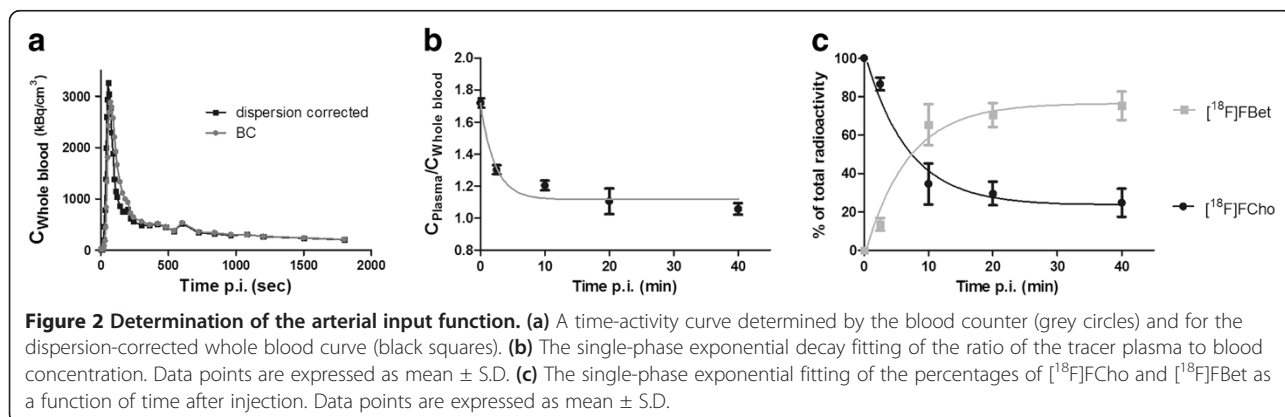 a
b
c
C Whole blood (kBq/cm³)
3000
2000
1000
0
dispersion corrected
BC
0 500 1000 1500 2000
Time p.i. (sec)
C Plasma/C Whole blood
2.0
1.8
1.6
1.4
1.2
1.0
0.8
0 10 20 30 40
Time p.i. (min)
% of total radioactivity
100
80
60
40
20
0
0 10 20 30 40
Time p.i. (min)
[¹⁸F]FBet
[¹⁸F]FCho
Figure 2 Determination of the arterial input function. (a) A time-activity curve determined by the blood counter (grey circles) and for the
dispersion-corrected whole blood curve (black squares). (b) The single-phase exponential decay fitting of the ratio of the tracer plasma to blood
concentration. Data points are expressed as mean ± S.D. (c) The single-phase exponential fitting of the percentages of [¹⁸F]FCho and [¹⁸F]FBet as
a function of time after injection. Data points are expressed as mean ± S.D.